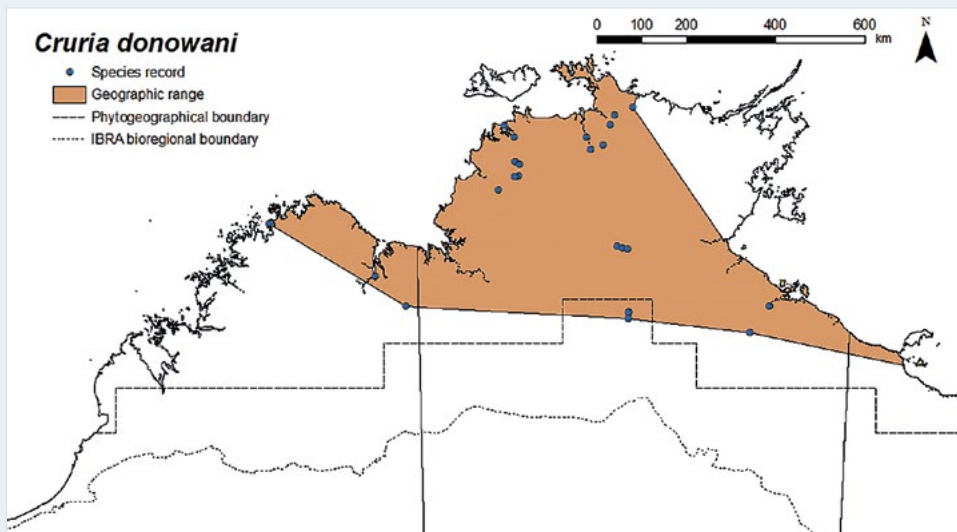 Cruria donowani
Species record
Geographic range
Phytogeographical boundary
IBRA bioregional boundary
0 100 200 400 600
km
N